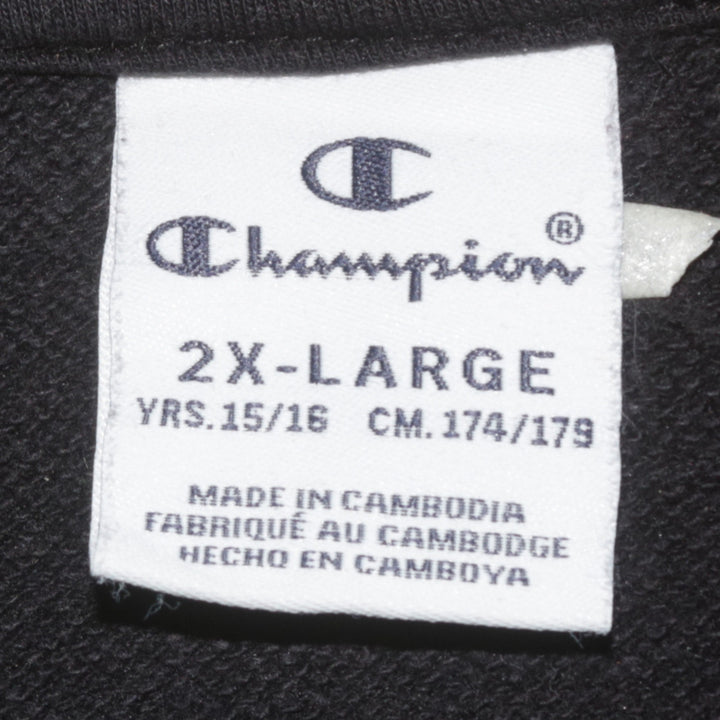 C
Champion®
2X-LARGE
YRS.15/16 CM.174/179
MADE IN CAMBODIA
FABRIQUÉ AU CAMBODGE
HECHO EN CAMBOYA